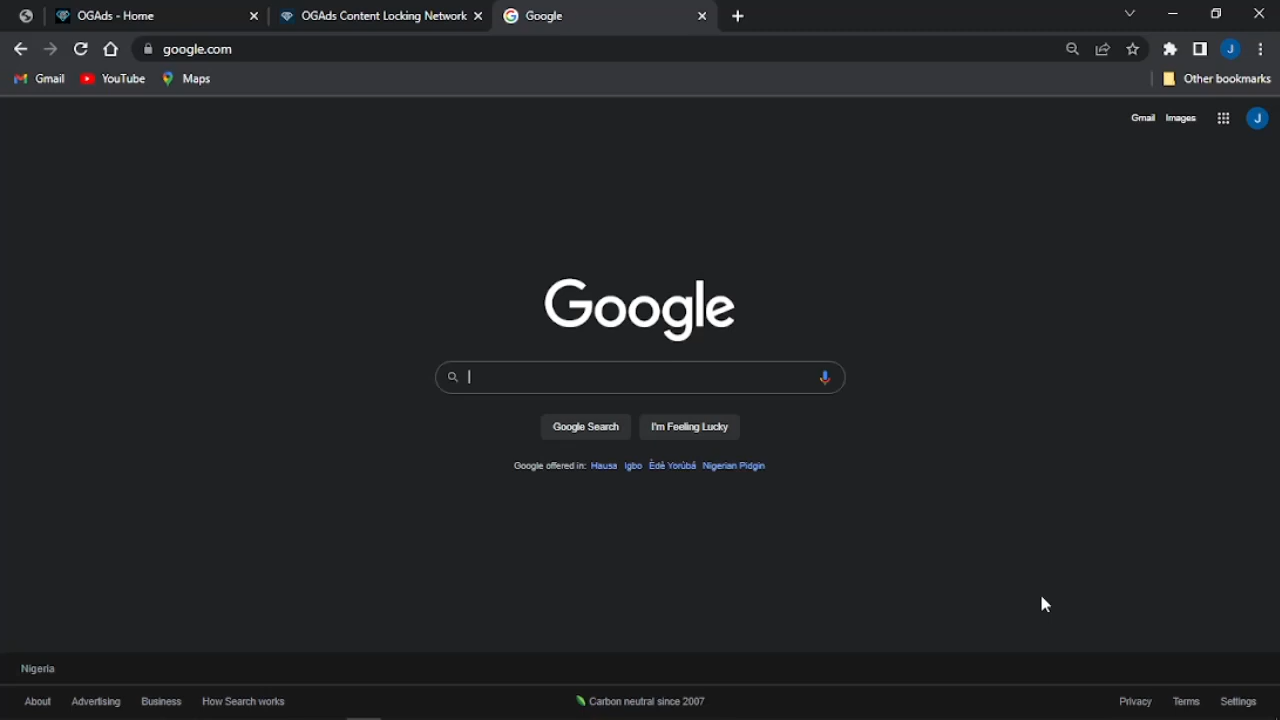 OGAds - Home
OGAds Content Locking Network
Google
google.com
J
Gmail
YouTube
Maps
Other bookmarks
Gmail
Images
J
Google
Google Search
I'm Feeling Lucky
Google offered in: Hausa Igbo Èdè Yorùbá Nigerian Pidgin
Nigeria
About
Advertising
Business
How Search works
Carbon neutral since 2007
Privacy
Terms
Settings